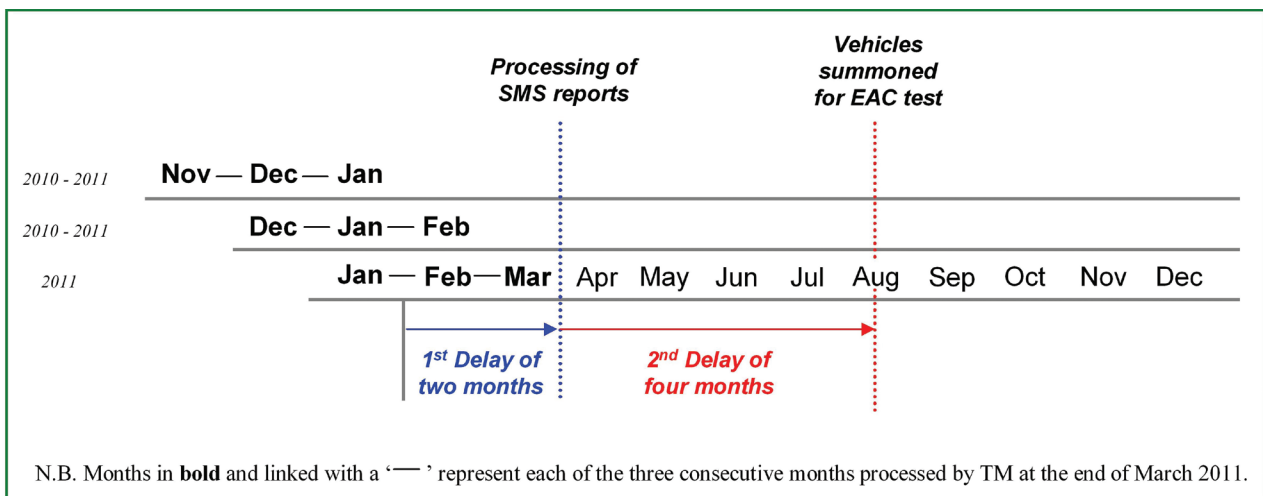 Processing of
SMS reports
Vehicles
summoned
for EAC test
2010 - 2011 Nov — Dec — Jan
2010 - 2011 Dec — Jan — Feb
2011 Jan — Feb — Mar Apr May Jun Jul Aug Sep Oct Nov Dec
1st Delay of
two months
2nd Delay of
four months
N.B. Months in bold and linked with a ‘ — ’ represent each of the three consecutive months processed by TM at the end of March 2011.